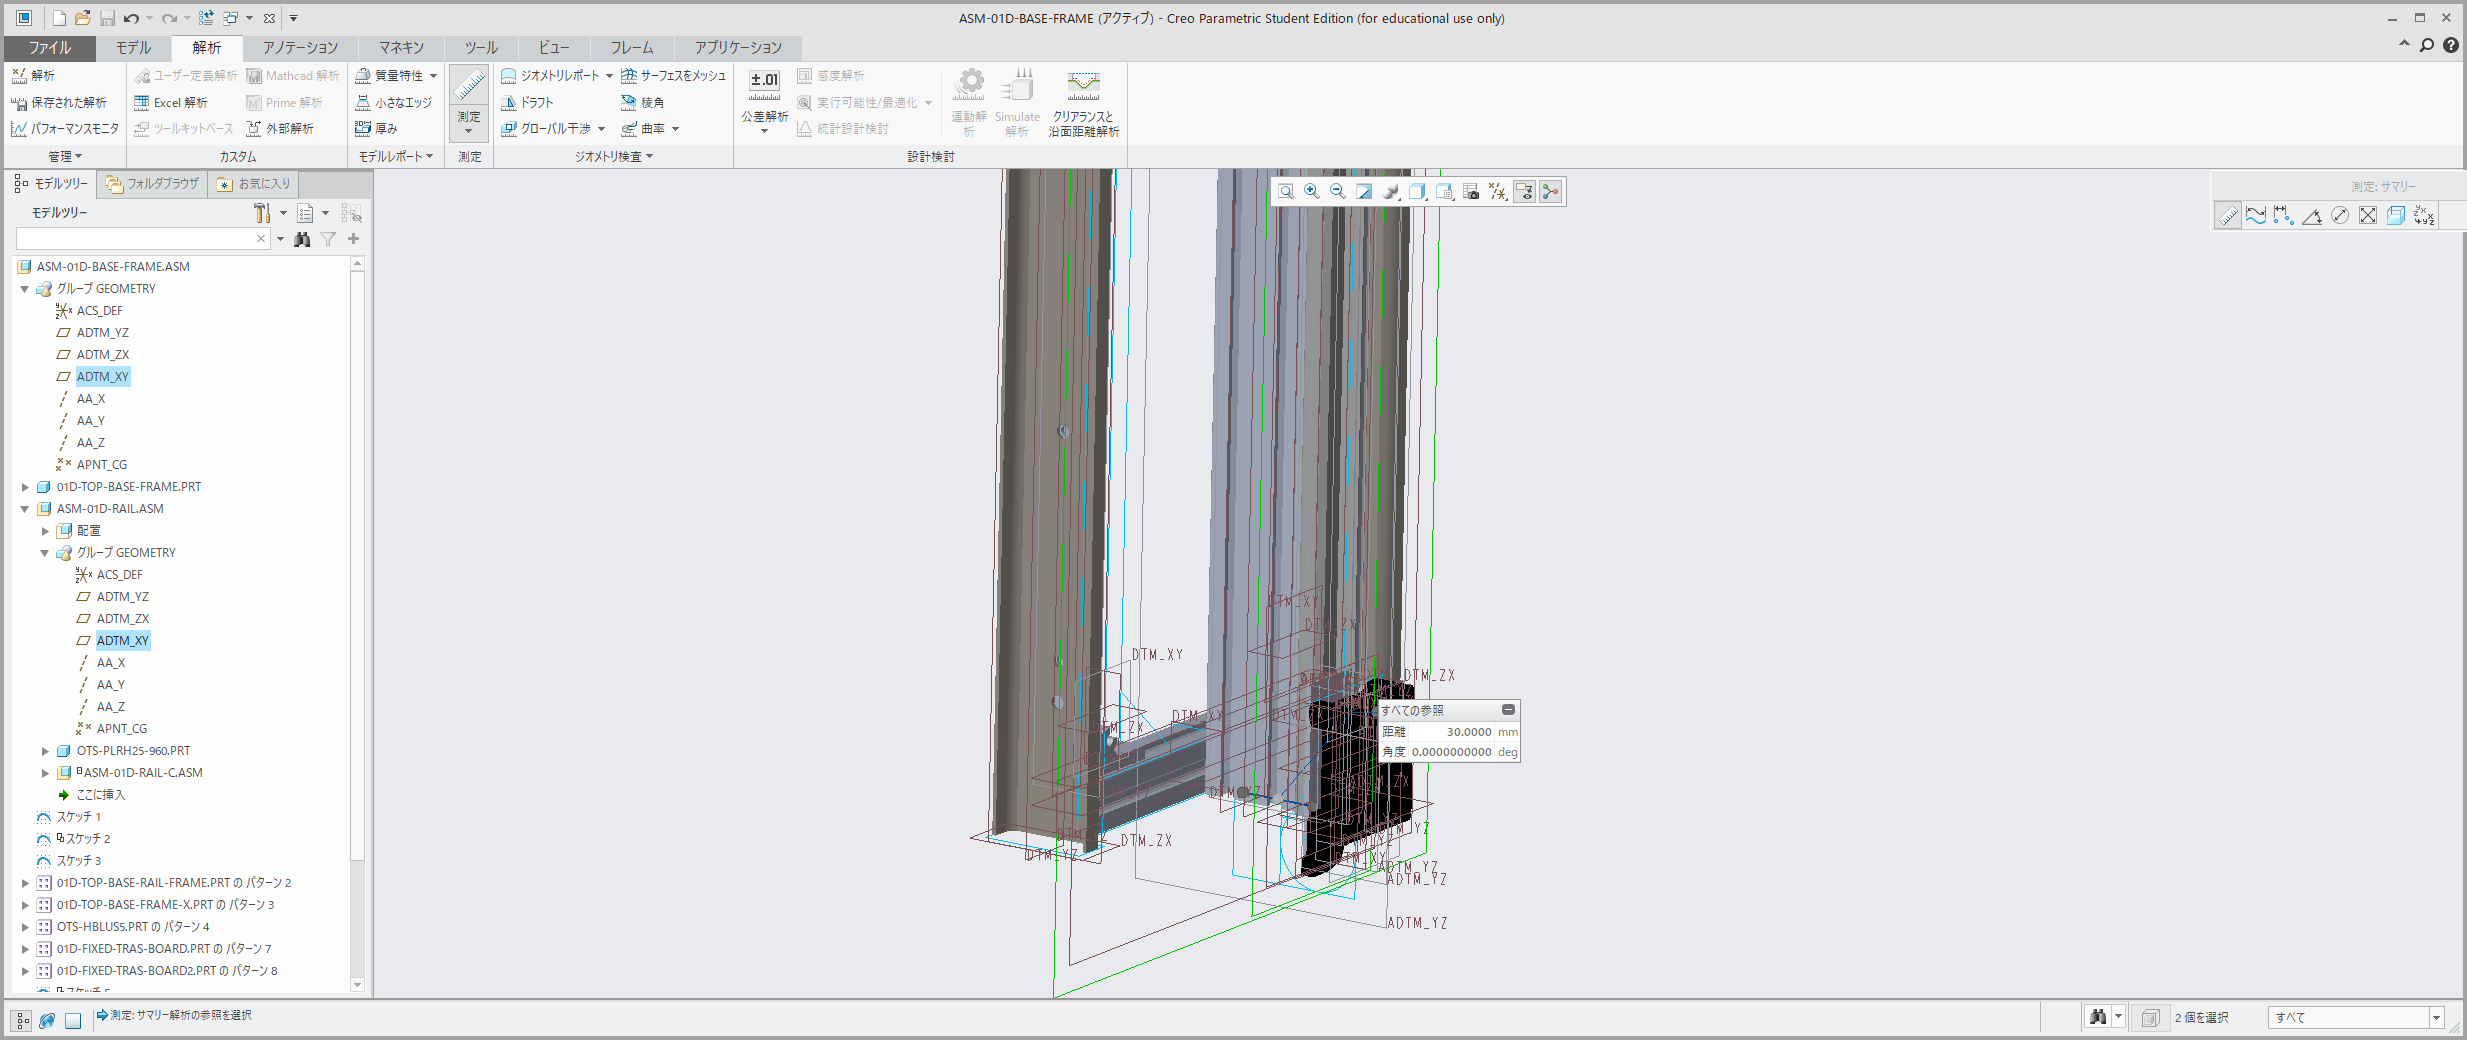 ASM-01D-BASE-FRAME (アクティブ) - Creo Parametric Student Edition (for educational use only)
ファイル モデル 解析 アノテーション マネキン ツール ビュー フレーム アプリケーション
解析 ユーザー定義解析 Mathcad 解析 質量特性 ジオメトリレポート サーフェスをメッシュ 感度解析
保存された解析 Excel 解析 Prime 解析 小さなエッジ ドラフト 稜角 実行可能性/最適化
パフォーマンスモニタ ツールキットベース 外部解析 厚み グローバル干渉 曲率 統計設計検討
測定
±.01
公差解析
運動解析
Simulate 解析
クリアランスと
沿面距離解析
管理 カスタム モデルレポート 測定 ジオメトリ検査 設計検討
モデルツリー フォルダブラウザ お気に入り
モデルツリー
ASM-01D-BASE-FRAME.ASM
グループ GEOMETRY
ACS_DEF
ADTM_YZ
ADTM_ZX
ADTM_XY
AA_X
AA_Y
AA_Z
APNT_CG
01D-TOP-BASE-FRAME.PRT
ASM-01D-RAIL.ASM
配置
グループ GEOMETRY
ACS_DEF
ADTM_YZ
ADTM_ZX
ADTM_XY
AA_X
AA_Y
AA_Z
APNT_CG
OTS-PLRH25-960.PRT
ASM-01D-RAIL-C.ASM
ここに挿入
スケッチ 1
スケッチ 2
スケッチ 3
01D-TOP-BASE-RAIL-FRAME.PRT の パターン 2
01D-TOP-BASE-FRAME-X.PRT の パターン 3
OTS-HBLUS5.PRT の パターン 4
01D-FIXED-TRAS-BOARD.PRT の パターン 7
01D-FIXED-TRAS-BOARD2.PRT の パターン 8
測定: サマリー
DTM_XY
DTM_ZX
DTM_XY
DTM_ZX
DTM_XY
DTM_ZX
DTM_YZ
DTM_ZX
DTM_YZ
ADTM_YZ
ADTM_YZ
ADTM_YZ
すべての参照
距離 30.0000 mm
角度 0.0000000000 deg
測定: サマリー解析の参照を選択
2 個を選択
すべて